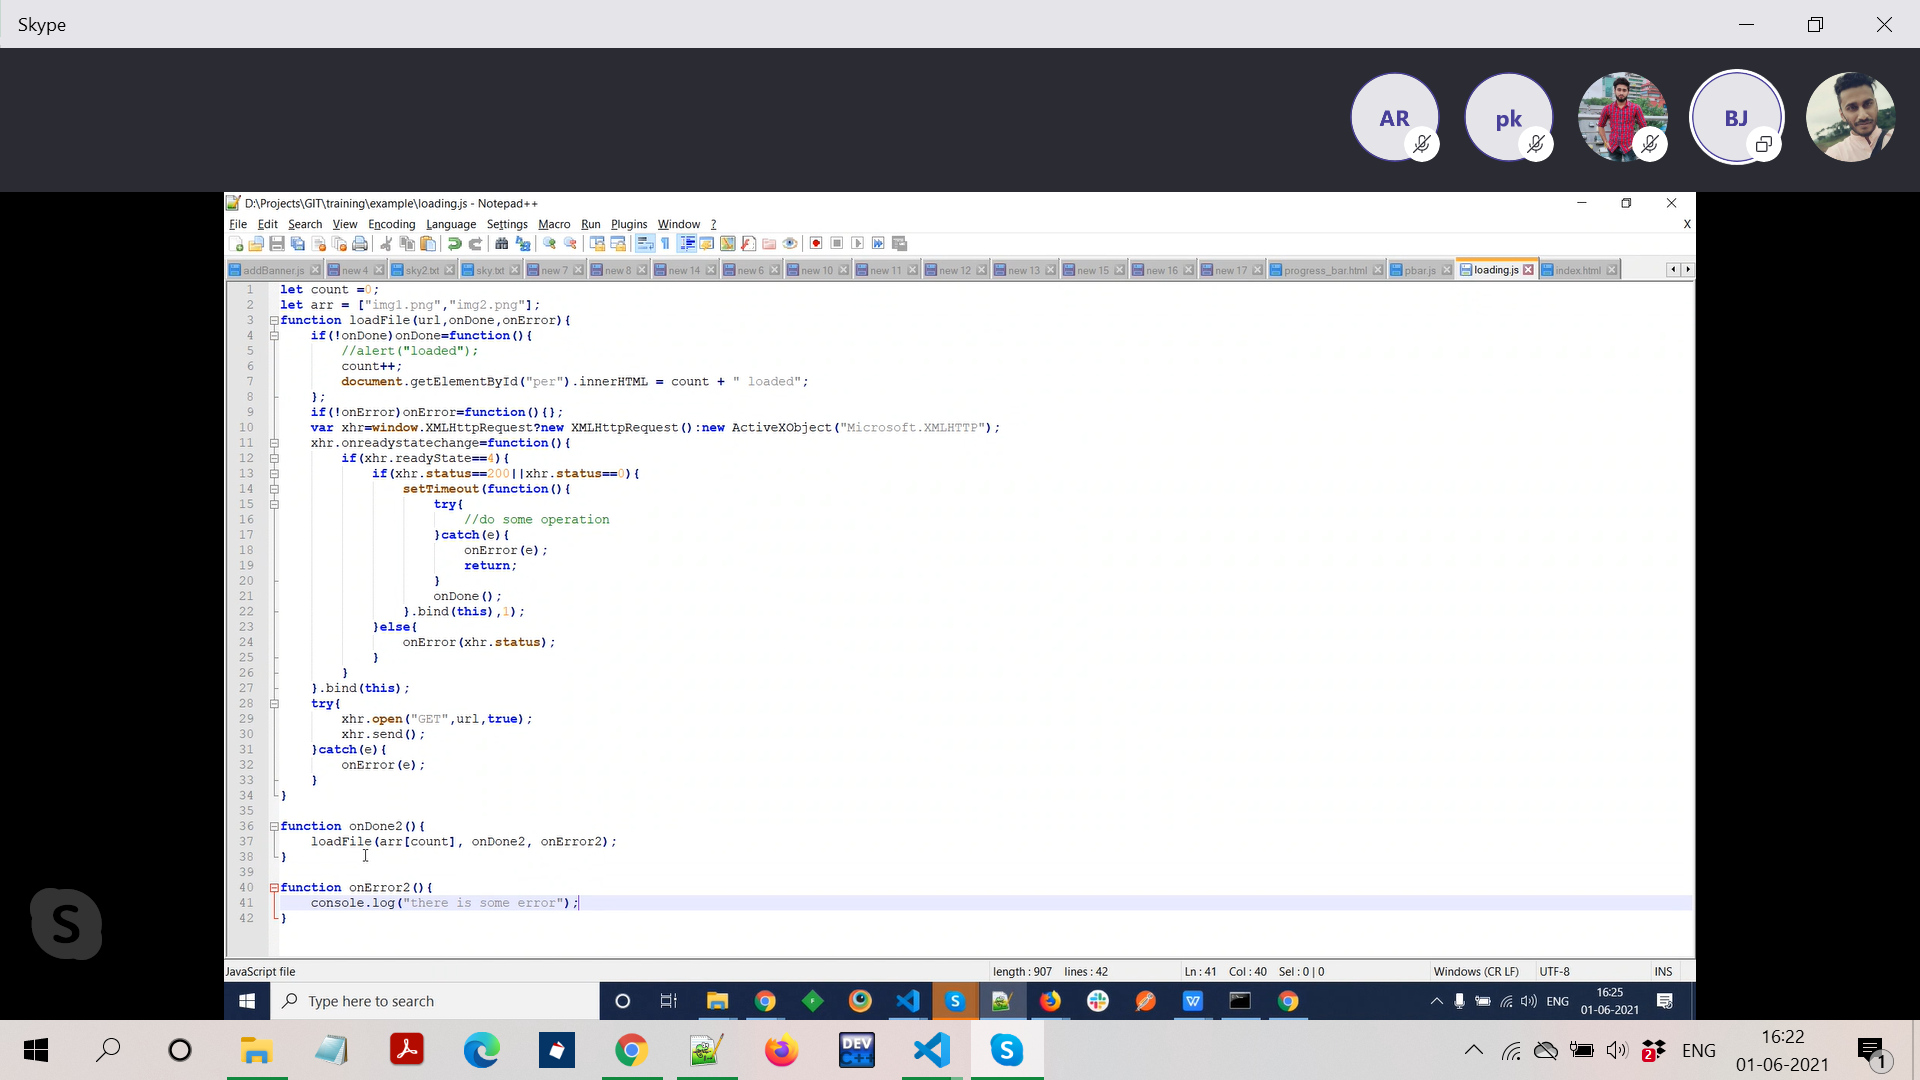 Skype
AR
pk
BJ
D:\Projects\GIT\training\example\loading.js - Notepad++
File Edit Search View Encoding Language Settings Macro Run Plugins Window ? X
addBanner.js new 4 sky2.txt sky.txt new 7 new 8 new 14 new 6 new 10 new 11 new 12 new 13 new 15 new 16 new 17 progress_bar.html pbar.js loading.js index.html
1 let count =0;
2 let arr = ["img1.png","img2.png"];
3 function loadFile(url,onDone,onError){
4 if(!onDone)onDone=function(){
5 //alert("loaded");
6 count++;
7 document.getElementById("per").innerHTML = count + " loaded";
8 };
9 if(!onError)onError=function(){};
10 var xhr=window.XMLHttpRequest?new XMLHttpRequest():new ActiveXObject("Microsoft.XMLHTTP");
11 xhr.onreadystatechange=function(){
12 if(xhr.readyState==4){
13 if(xhr.status==200||xhr.status==0){
14 setTimeout(function(){
15 try{
16 //do some operation
17 }catch(e){
18 onError(e);
19 return;
20 }
21 onDone();
22 }.bind(this),1);
23 }else{
24 onError(xhr.status);
25 }
26 }
27 }.bind(this);
28 try{
29 xhr.open("GET",url,true);
30 xhr.send();
31 }catch(e){
32 onError(e);
33 }
34 }
35
36 function onDone2(){
37 loadFile(arr[count], onDone2, onError2);
38 }
39
40 function onError2(){
41 console.log("there is some error");
42 }
JavaScript file length : 907 lines : 42 Ln : 41 Col : 40 Sel : 0 | 0 Windows (CR LF) UTF-8 INS
Type here to search
ENG
16:25
01-06-2021
DEV C++
2
ENG
16:22
01-06-2021
1